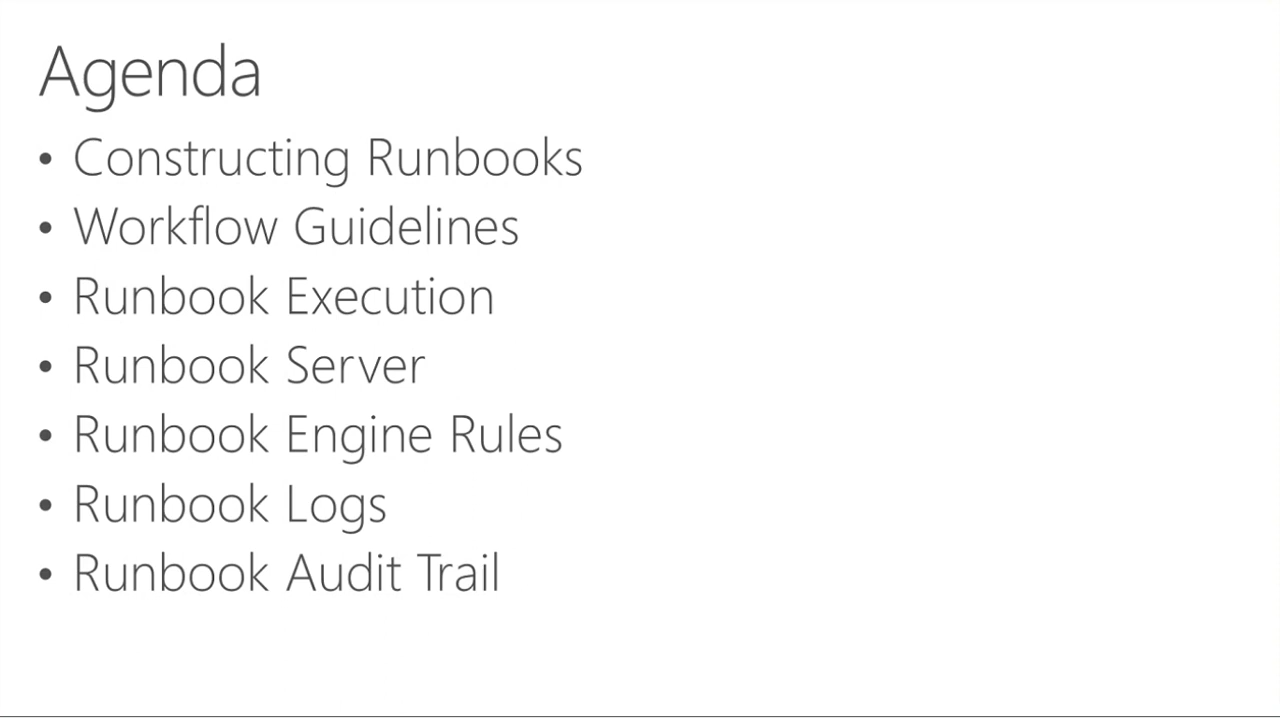 Agenda
• Constructing Runbooks
• Workflow Guidelines
• Runbook Execution
• Runbook Server
• Runbook Engine Rules
• Runbook Logs
• Runbook Audit Trail